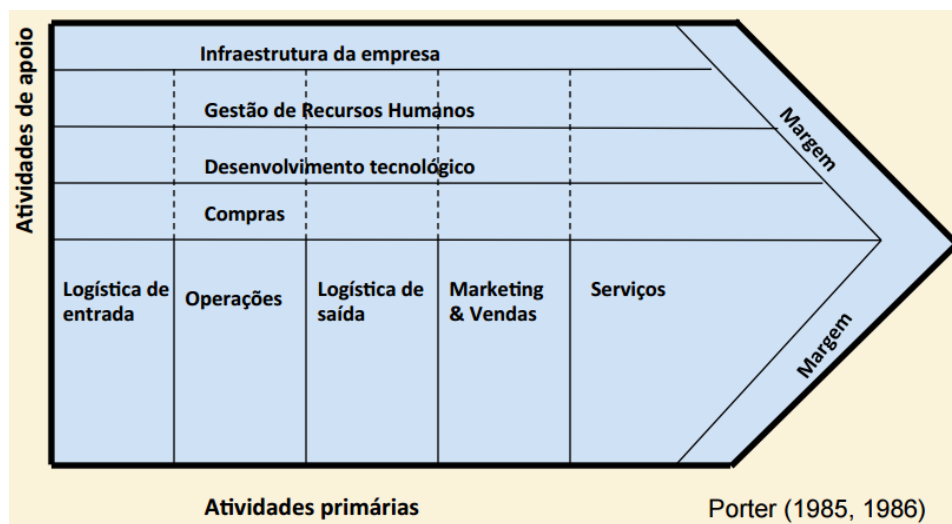 Atividades de apoio
Infraestrutura da empresa
Gestão de Recursos Humanos
Desenvolvimento tecnológico
Compras
Margem
Logística de
entrada
Operações
Logística de
saída
Marketing
& Vendas
Serviços
Margem
Atividades primárias
Porter (1985, 1986)